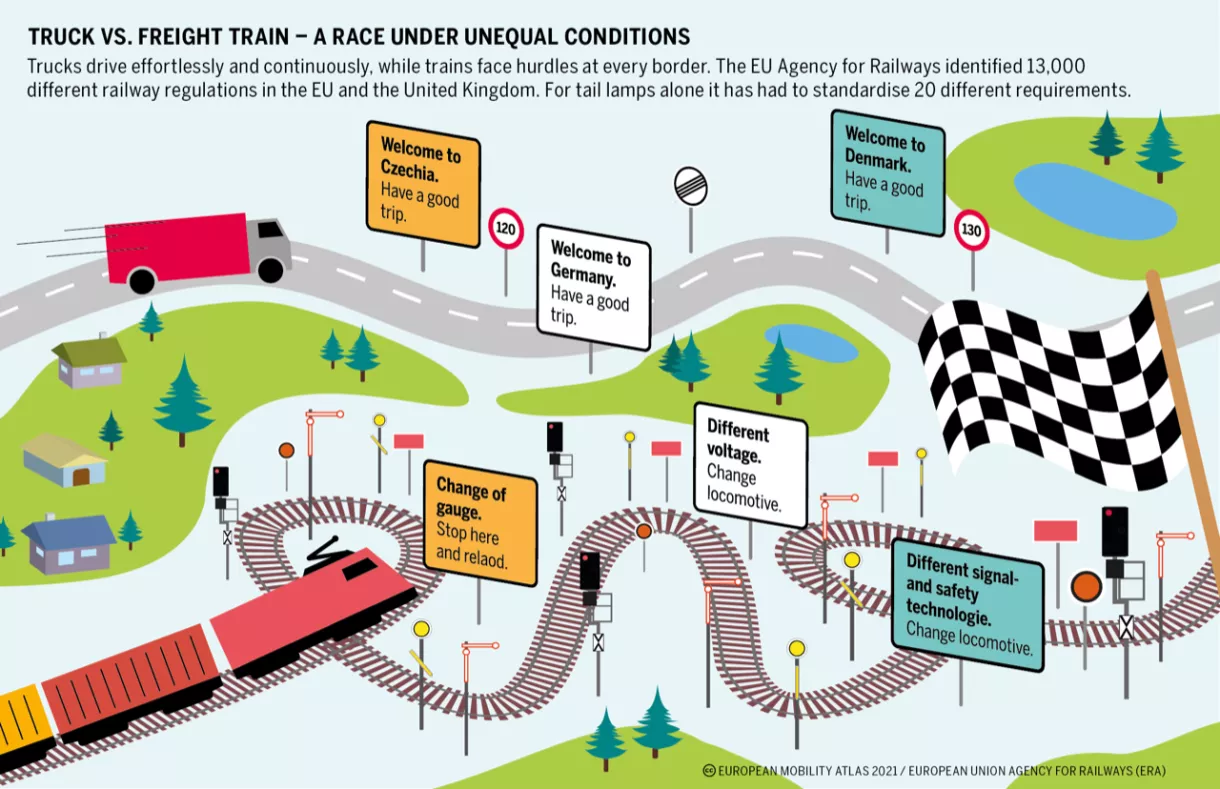 TRUCK VS. FREIGHT TRAIN – A RACE UNDER UNEQUAL CONDITIONS
Trucks drive effortlessly and continuously, while trains face hurdles at every border. The EU Agency for Railways identified 13,000
different railway regulations in the EU and the United Kingdom. For tail lamps alone it has had to standardise 20 different requirements.
Welcome to
Czechia.
Have a good
trip.
120
Welcome to
Germany.
Have a good
trip.
Welcome to
Denmark.
Have a good
trip.
130
Change of
gauge.
Stop here
and relaod.
Different
voltage.
Change
locomotive.
Different signal-
and safety
technologie.
Change locomotive.
cc EUROPEAN MOBILITY ATLAS 2021 / EUROPEAN UNION AGENCY FOR RAILWAYS (ERA)